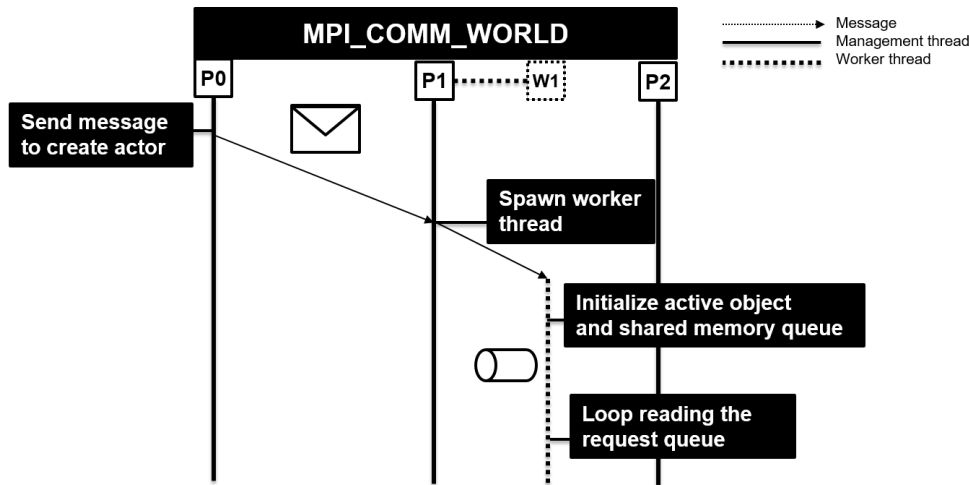 MPI_COMM_WORLD
Message
Management thread
Worker thread
P0
P1
W1
P2
Send message
to create actor
Spawn worker
thread
Initialize active object
and shared memory queue
Loop reading the
request queue